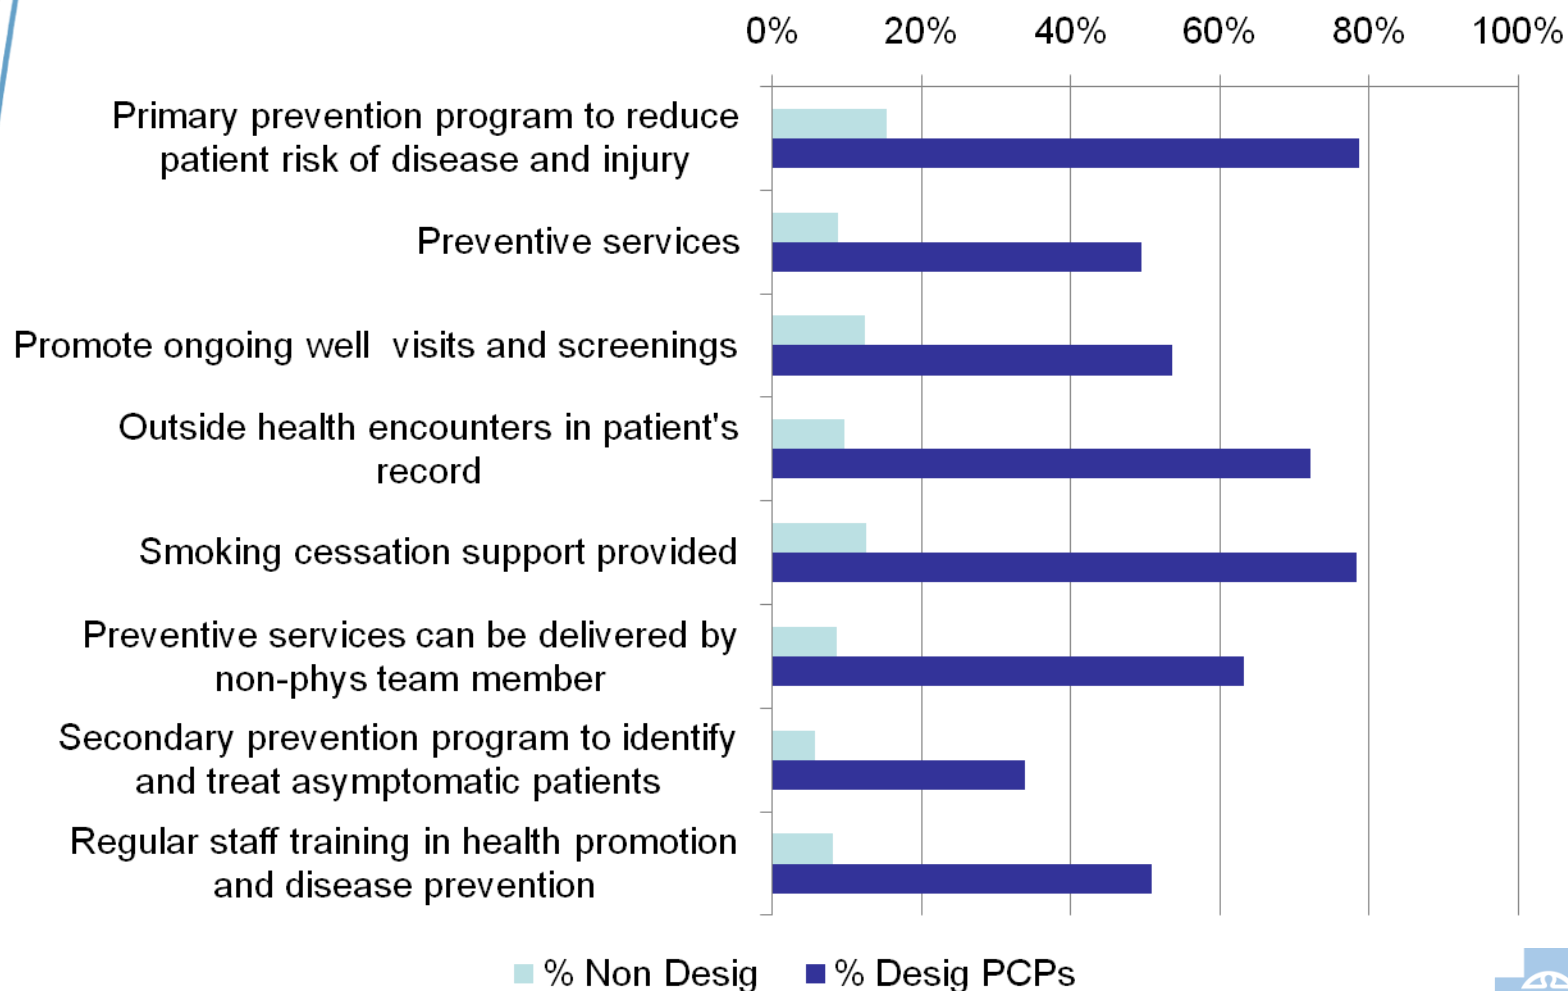 0% 20% 40% 60% 80% 100%
Primary prevention program to reduce
patient risk of disease and injury
Preventive services
Promote ongoing well  visits and screenings
Outside health encounters in patient's
record
Smoking cessation support provided
Preventive services can be delivered by
non-phys team member
Secondary prevention program to identify
and treat asymptomatic patients
Regular staff training in health promotion
and disease prevention
% Non Desig % Desig PCPs